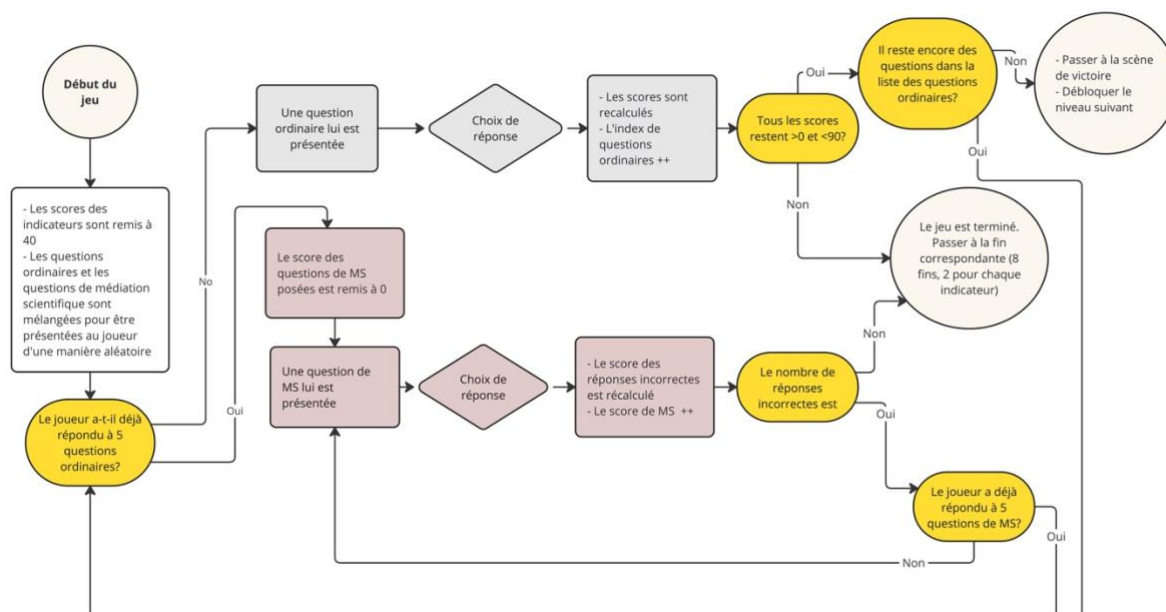 Début du
jeu
- Les scores des
indicateurs sont remis à
40
- Les questions
ordinaires et les
questions de médiation
scientifique sont
mélangées pour être
présentées au joueur
d'une manière aléatoire
Le joueur a-t-il déjà
répondu à 5
questions
ordinaires?
No
Oui
Une question
ordinaire lui est
présentée
Choix de
réponse
- Les scores sont
recalculés
- L'index de
questions
ordinaires ++
Tous les scores
restent >0 et <90?
Oui
Non
Il reste encore des
questions dans la
liste des questions
ordinaires?
Non
Oui
- Passer à la scène
de victoire
- Débloquer le
niveau suivant
Le jeu est terminé.
Passer à la fin
correspondante (8
fins, 2 pour chaque
indicateur)
Le score des
questions de MS
posées est remis à 0
Une question de
MS lui est
présentée
Choix de
réponse
- Le score des
réponses incorrectes
est récalculé
- Le score de MS ++
Le nombre de
réponses
incorrectes est
Non
Oui
Le joueur a déjà
répondu à 5
questions de MS?
Non
Oui